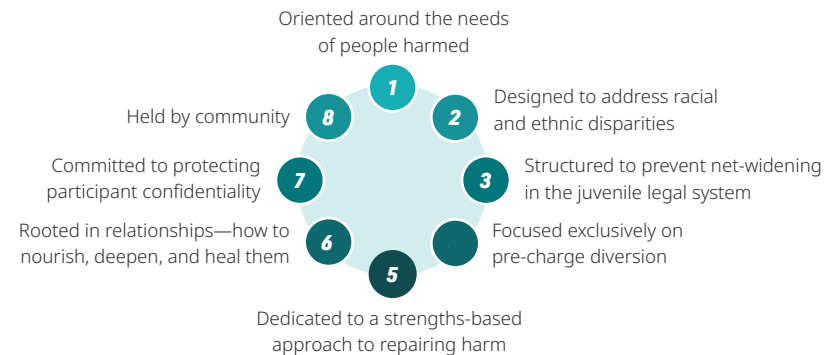 Oriented around the needs
of people harmed
1
Designed to address racial
and ethnic disparities
2
Structured to prevent net-widening
in the juvenile legal system
3
Focused exclusively on
pre-charge diversion
5
Dedicated to a strengths-based
approach to repairing harm
6
Rooted in relationships—how to
nourish, deepen, and heal them
7
Committed to protecting
participant confidentiality
8
Held by community